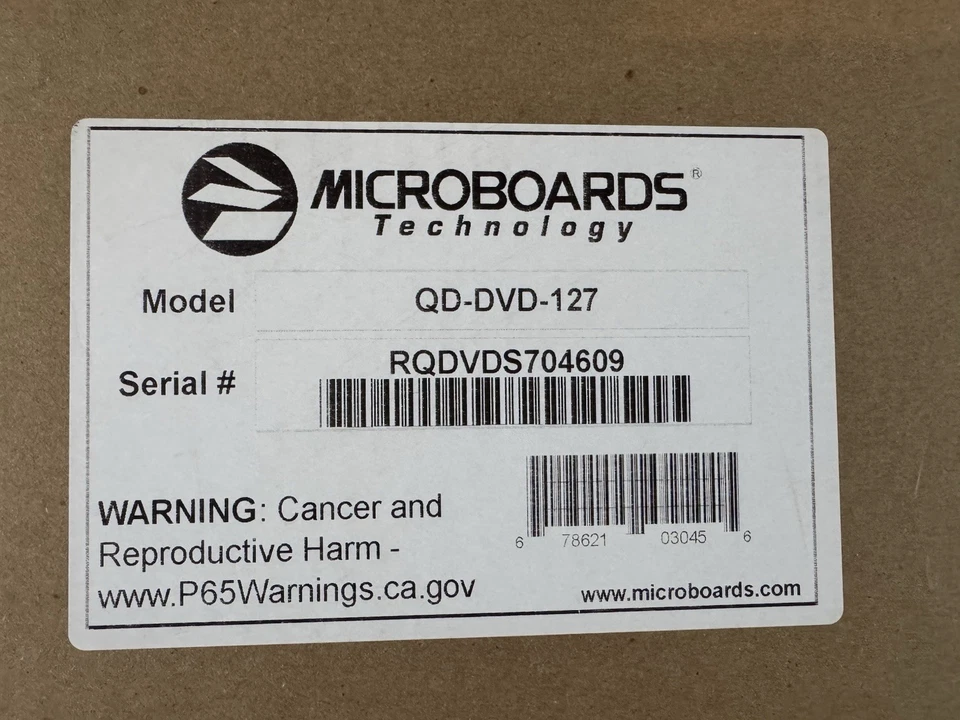 MICROBOARDS®
Technology
Model QD-DVD-127
RQDVDS704609
Serial #
WARNING: Cancer and
Reproductive Harm -
www.P65Warnings.ca.gov
6 78621 03045 6
www.microboards.com